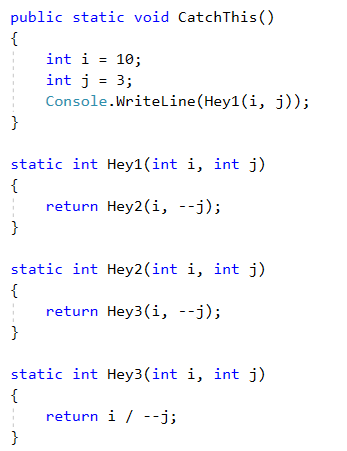 public static void CatchThis()
{
    int i = 10;
    int j = 3;
    Console.WriteLine(Hey1(i, j));
}

static int Hey1(int i, int j)
{
    return Hey2(i, --j);
}

static int Hey2(int i, int j)
{
    return Hey3(i, --j);
}

static int Hey3(int i, int j)
{
    return i / --j;
}